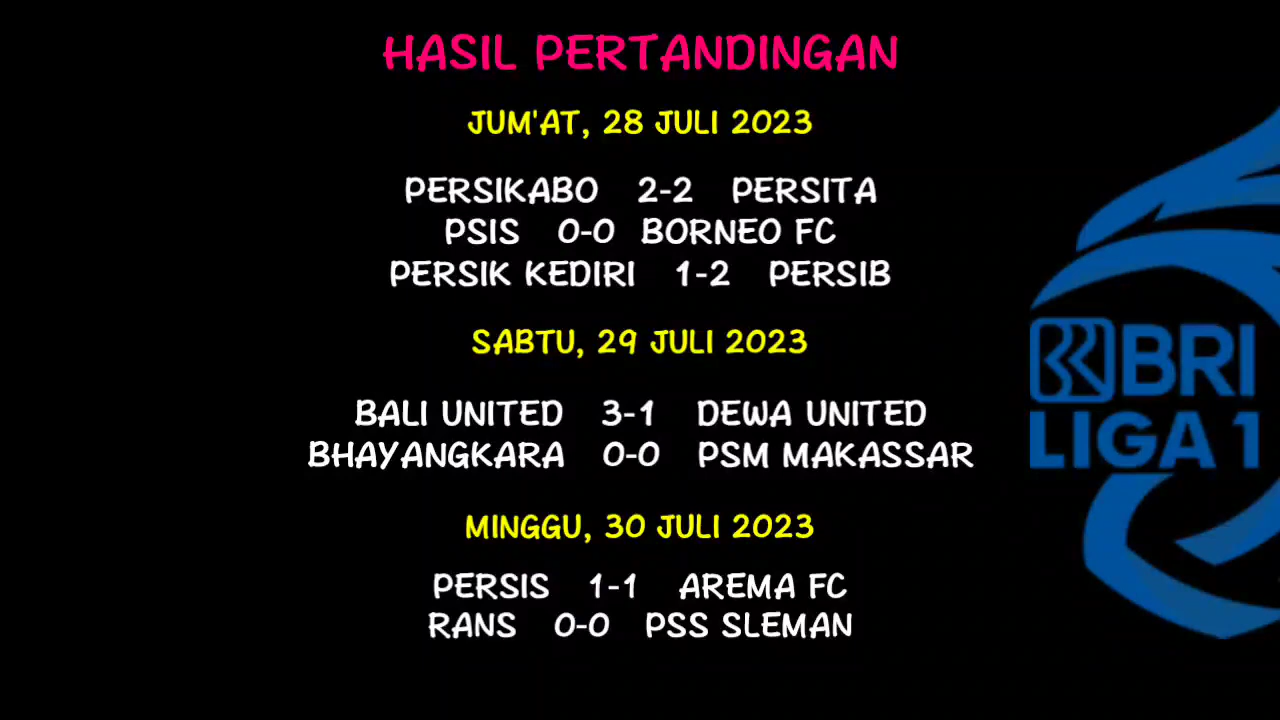 HASIL PERTANDINGAN
JUM'AT, 28 JULI 2023
PERSIKABO 2-2 PERSITA
PSIS 0-0 BORNEO FC
PERSIK KEDIRI 1-2 PERSIB
SABTU, 29 JULI 2023
BALI UNITED 3-1 DEWA UNITED
BHAYANGKARA 0-0 PSM MAKASSAR
MINGGU, 30 JULI 2023
PERSIS 1-1 AREMA FC
RANS 0-0 PSS SLEMAN
BRI
LIGA 1